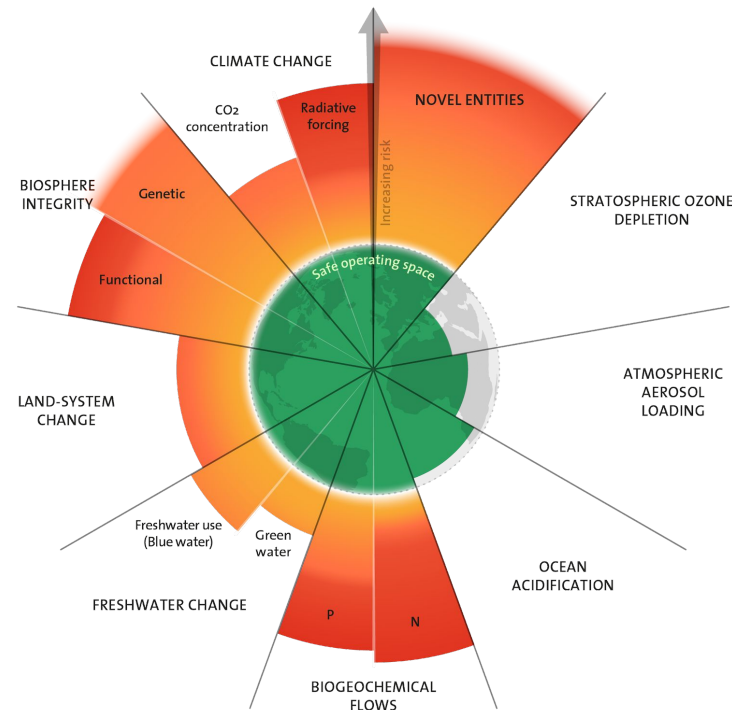 CLIMATE CHANGE
CO2
concentration
Radiative
forcing
NOVEL ENTITIES
Increasing risk
STRATOSPHERIC OZONE
DEPLETION
BIOSPHERE
INTEGRITY
Genetic
Functional
Safe operating space
ATMOSPHERIC
AEROSOL
LOADING
LAND-SYSTEM
CHANGE
Freshwater use
(Blue water)
Green
water
FRESHWATER CHANGE
P
N
OCEAN
ACIDIFICATION
BIOGEOCHEMICAL
FLOWS